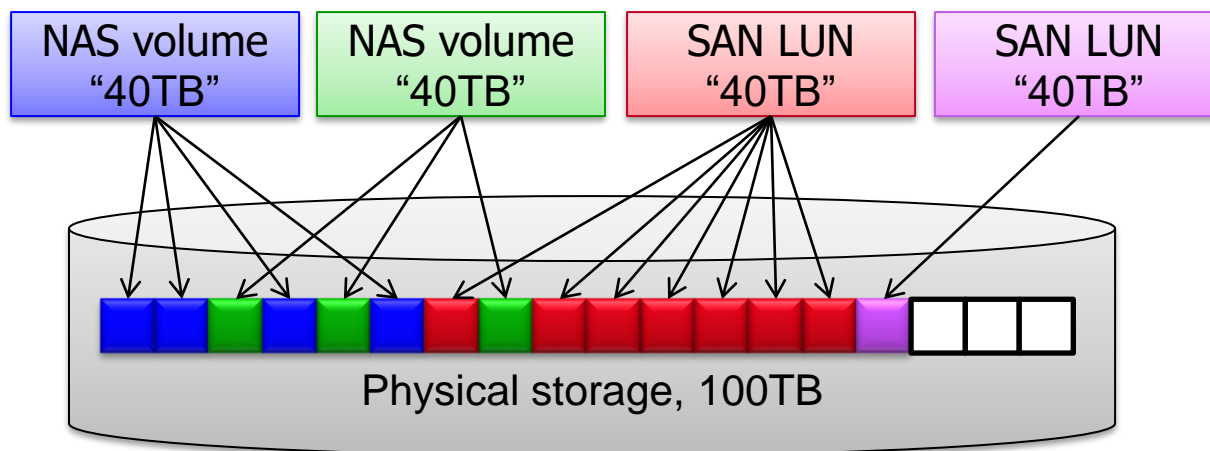 NAS volume
“40TB”
NAS volume
“40TB”
SAN LUN
“40TB”
SAN LUN
“40TB”
Physical storage, 100TB